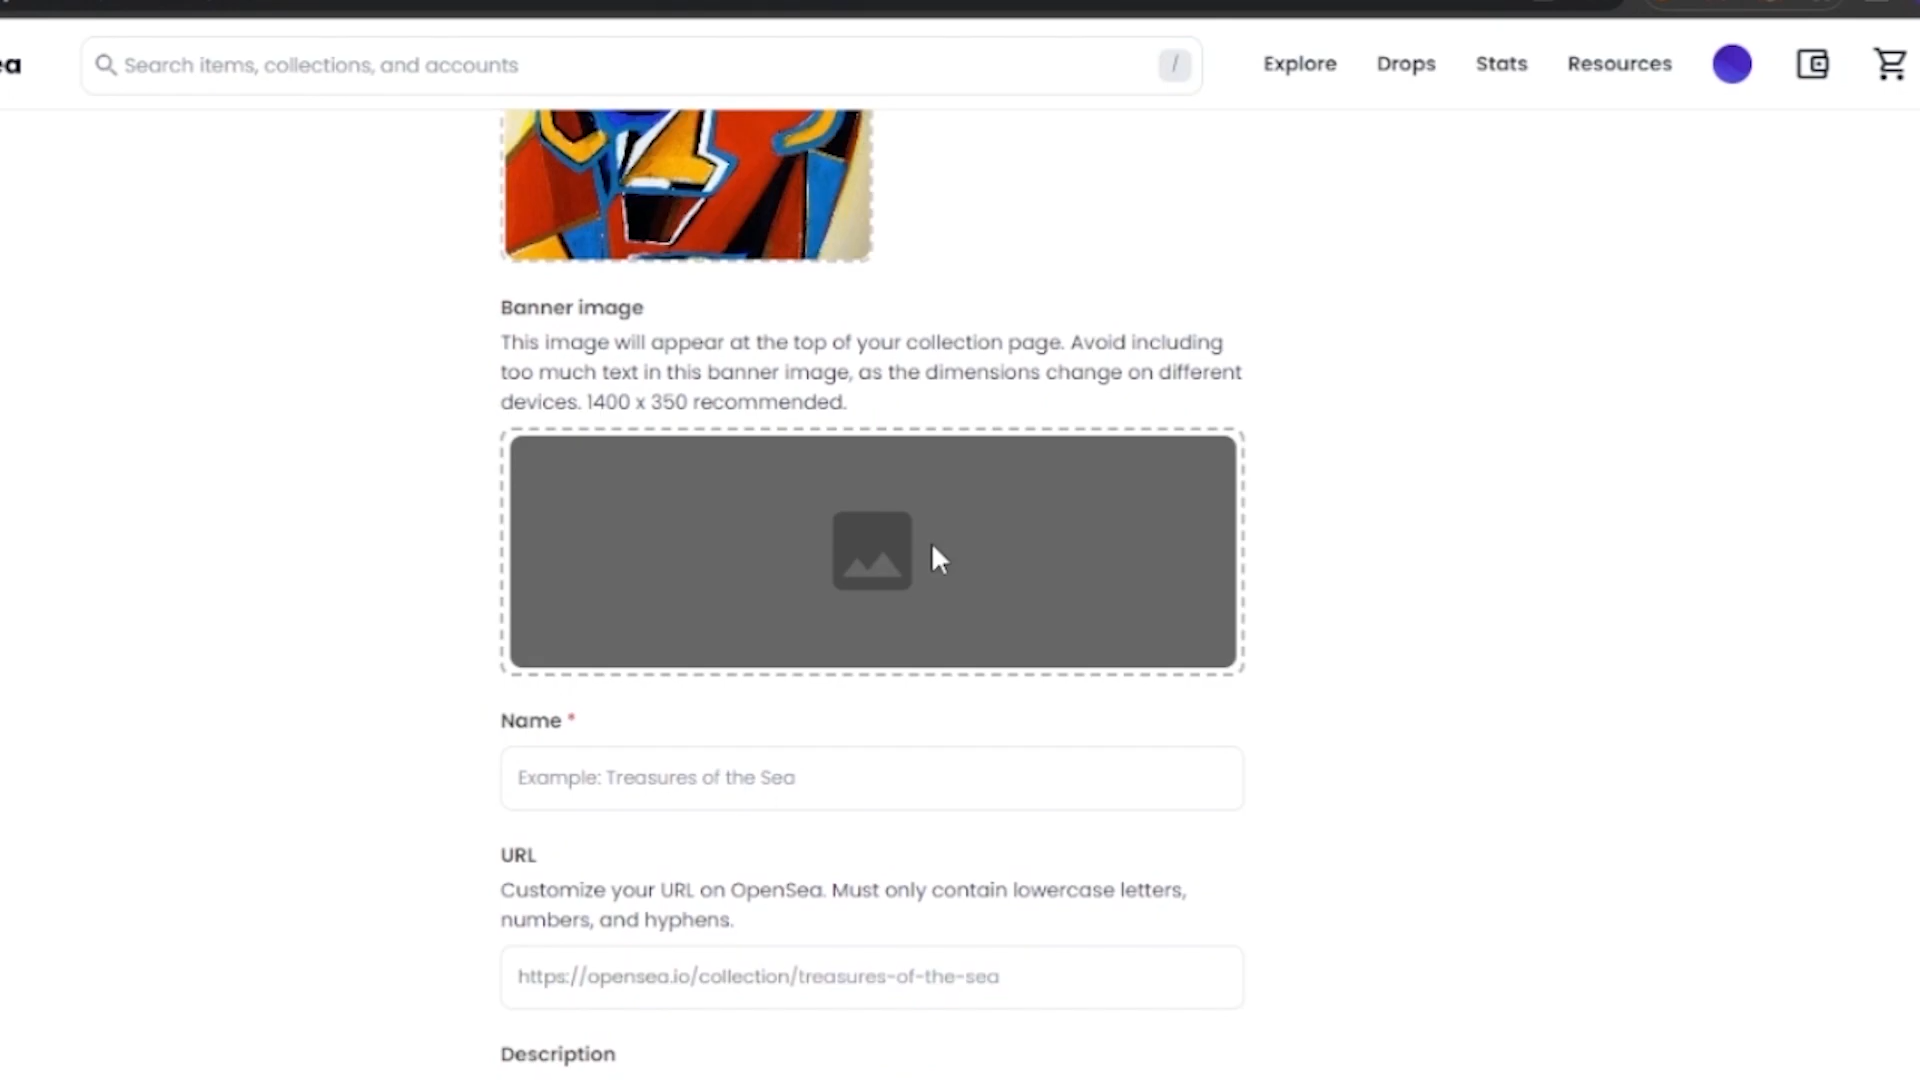 ea
Search items, collections, and accounts /
Explore Drops Stats Resources
Banner image
This image will appear at the top of your collection page. Avoid including
too much text in this banner image, as the dimensions change on different
devices. 1400 x 350 recommended.
Name *
Example: Treasures of the Sea
URL
Customize your URL on OpenSea. Must only contain lowercase letters,
numbers, and hyphens.
https://opensea.io/collection/treasures-of-the-sea
Description